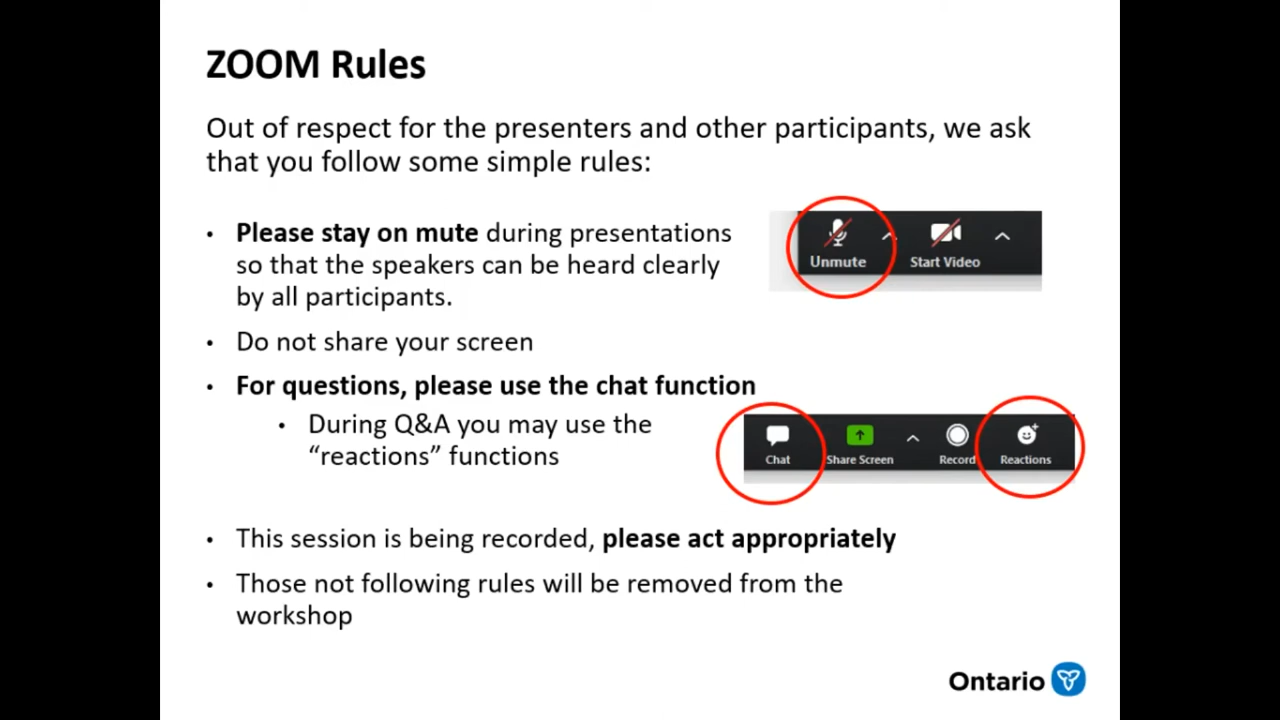 ZOOM Rules
Out of respect for the presenters and other participants, we ask
that you follow some simple rules:
• Please stay on mute during presentations
so that the speakers can be heard clearly
by all participants.
Unmute Start Video
• Do not share your screen
• For questions, please use the chat function
• During Q&A you may use the
“reactions” functions
Chat Share Screen Record Reactions
• This session is being recorded, please act appropriately
• Those not following rules will be removed from the
workshop
Ontario